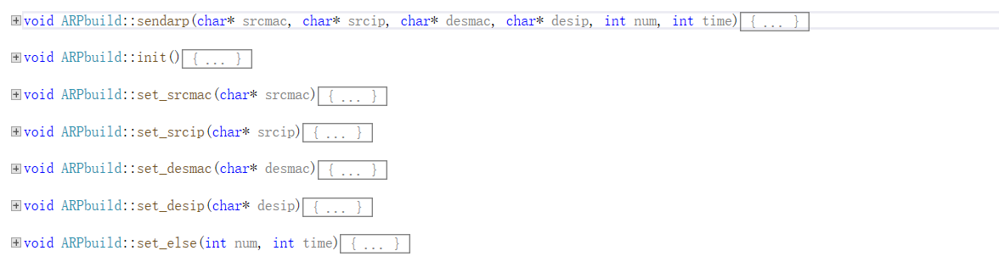 void ARPbuild::sendarp(char* srcmac, char* srcip, char* desmac, char* desip, int num, int time){ ... }
void ARPbuild::init(){ ... }
void ARPbuild::set_srcmac(char* srcmac){ ... }
void ARPbuild::set_srcip(char* srcip){ ... }
void ARPbuild::set_desmac(char* desmac){ ... }
void ARPbuild::set_desip(char* desip){ ... }
void ARPbuild::set_else(int num, int time){ ... }